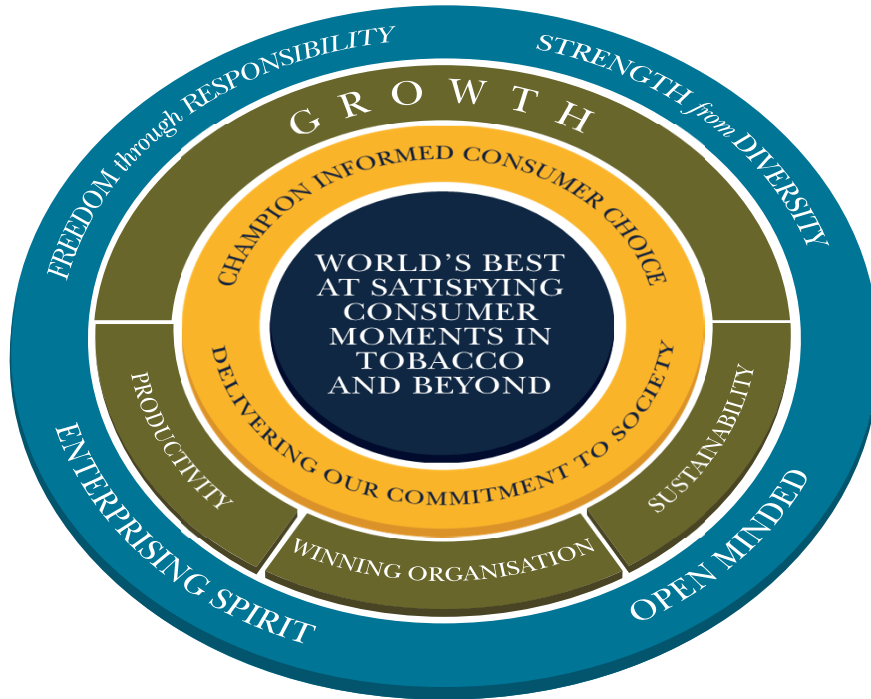 FREEDOM through RESPONSIBILITY
STRENGTH from DIVERSITY
GROWTH
CHAMPION INFORMED CONSUMER CHOICE
WORLD'S BEST
AT SATISFYING
CONSUMER
MOMENTS IN
TOBACCO
AND BEYOND
DELIVERING OUR COMMITMENT TO SOCIETY
PRODUCTIVITY
WINNING ORGANISATION
SUSTAINABILITY
ENTERPRISING SPIRIT
OPEN MINDED